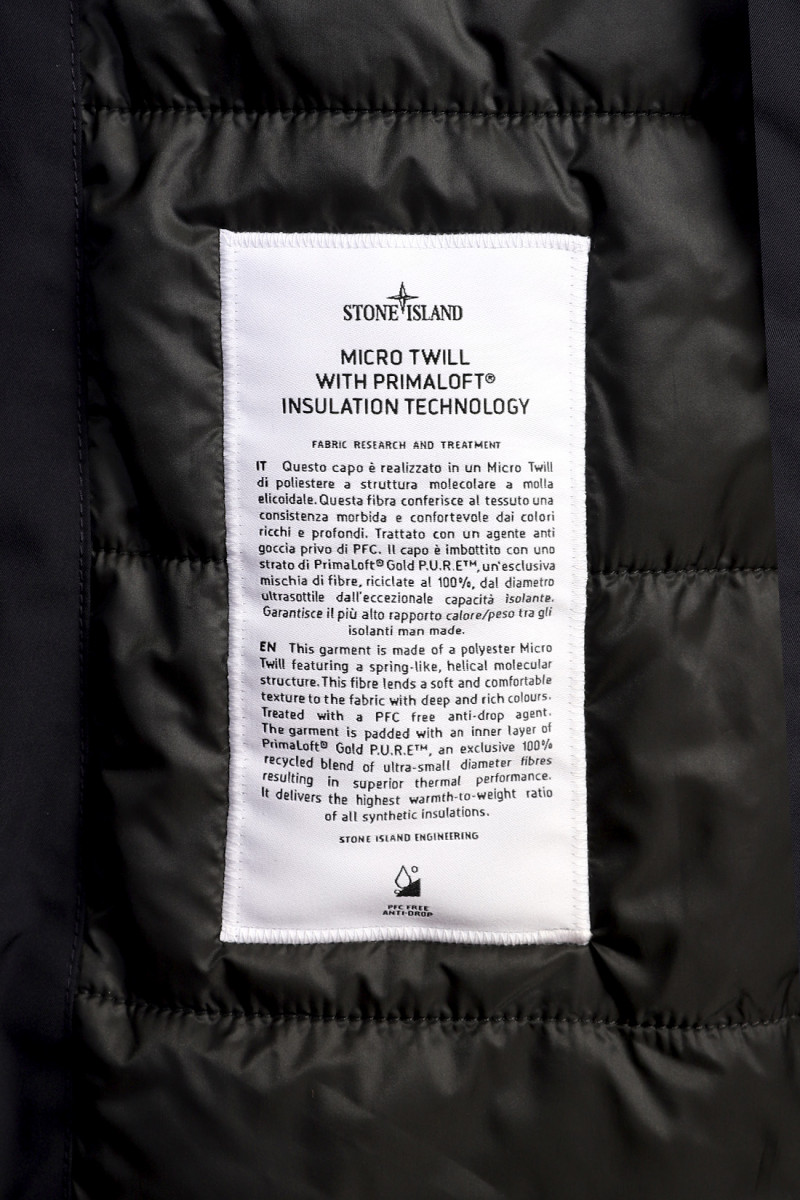 STONE ISLAND
MICRO TWILL
WITH PRIMALOFT®
INSULATION TECHNOLOGY
FABRIC RESEARCH AND TREATMENT
IT Questo capo è realizzato in un Micro Twill
di poliestere a struttura molecolare a molla
elicoidale. Questa fibra conferisce al tessuto una
consistenza morbida e confortevole dai colori
ricchi e profondi. Trattato con un agente anti
goccia privo di PFC. Il capo è imbottito con uno
strato di PrimaLoft® Gold P.U.R.E™, un'esclusiva
mischia di fibre, riciclate al 100%, dal diametro
ultrasottile dall'eccezionale capacità isolante.
Garantisce il più alto rapporto calore/peso tra gli
isolanti man made.
EN This garment is made of a polyester Micro
Twill featuring a spring-like, helical molecular
structure. This fibre lends a soft and comfortable
texture to the fabric with deep and rich colours.
Treated with a PFC free anti-drop agent.
The garment is padded with an inner layer of
PrimaLoft® Gold P.U.R.E™, an exclusive 100%
recycled blend of ultra-small diameter fibres
resulting in superior thermal performance.
It delivers the highest warmth-to-weight ratio
of all synthetic insulations.
STONE ISLAND ENGINEERING
PFC FREE
ANTI-DROP